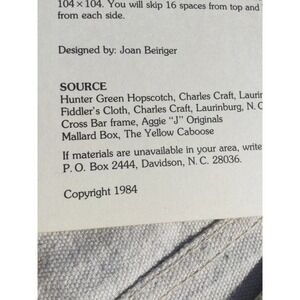 104 × 104. You will skip 16 spaces from top and
from each side.
Designed by: Joan Beiriger
SOURCE
Hunter Green Hopscotch, Charles Craft, Laurin
Fiddler's Cloth, Charles Craft, Laurinburg, N. C
Cross Bar frame, Aggie "J" Originals
Mallard Box, The Yellow Caboose
If materials are unavailable in your area, write
P. O. Box 2444, Davidson, N. C. 28036.
Copyright 1984